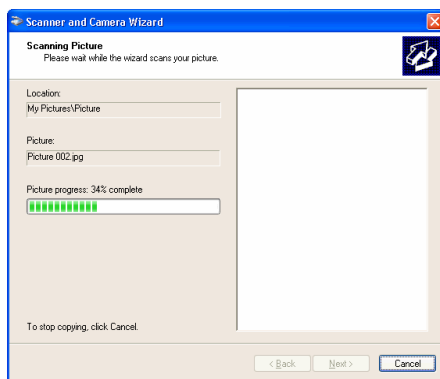 Scanner and Camera Wizard
Scanning Picture
Please wait while the wizard scans your picture.
Location:
My Pictures\Picture
Picture:
Picture 002.jpg
Picture progress: 34% complete
To stop copying, click Cancel.
< Back Next > Cancel